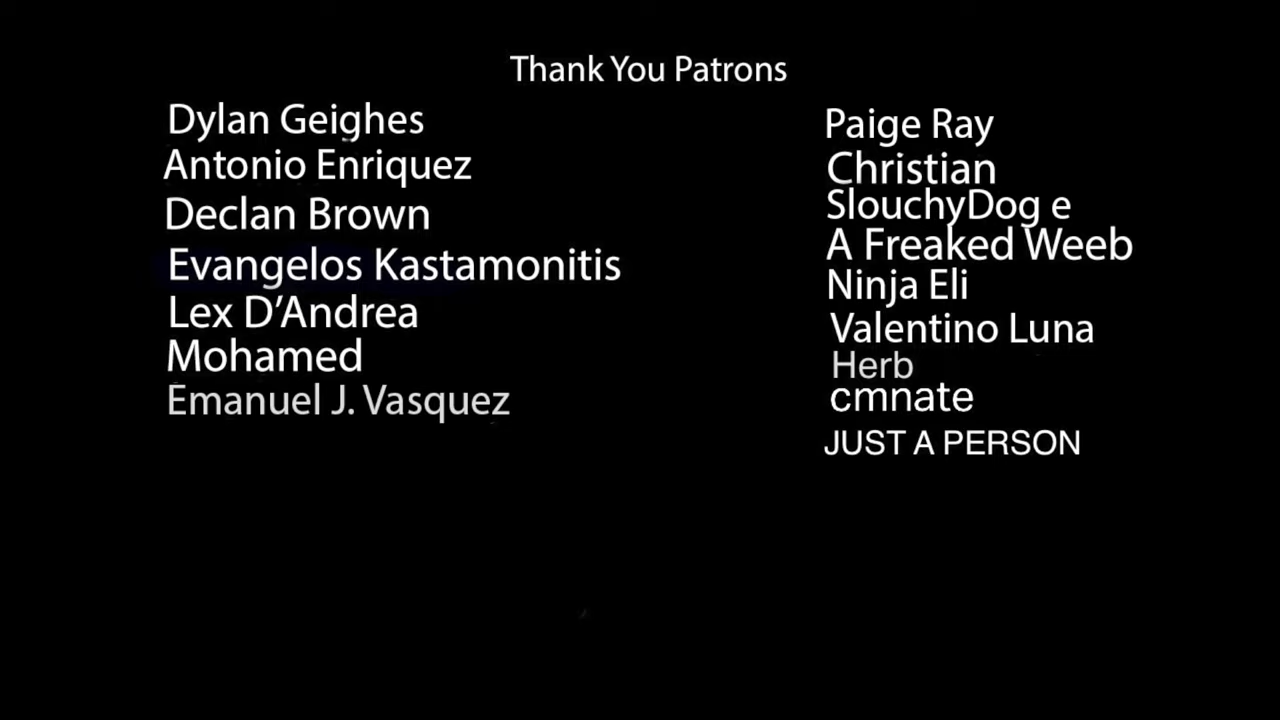 Thank You Patrons
Dylan Geighes
Antonio Enriquez
Declan Brown
Evangelos Kastamonitis
Lex D’Andrea
Mohamed
Emanuel J. Vasquez
Paige Ray
Christian
SlouchyDog e
A Freaked Weeb
Ninja Eli
Valentino Luna
Herb
cmnate
JUST A PERSON